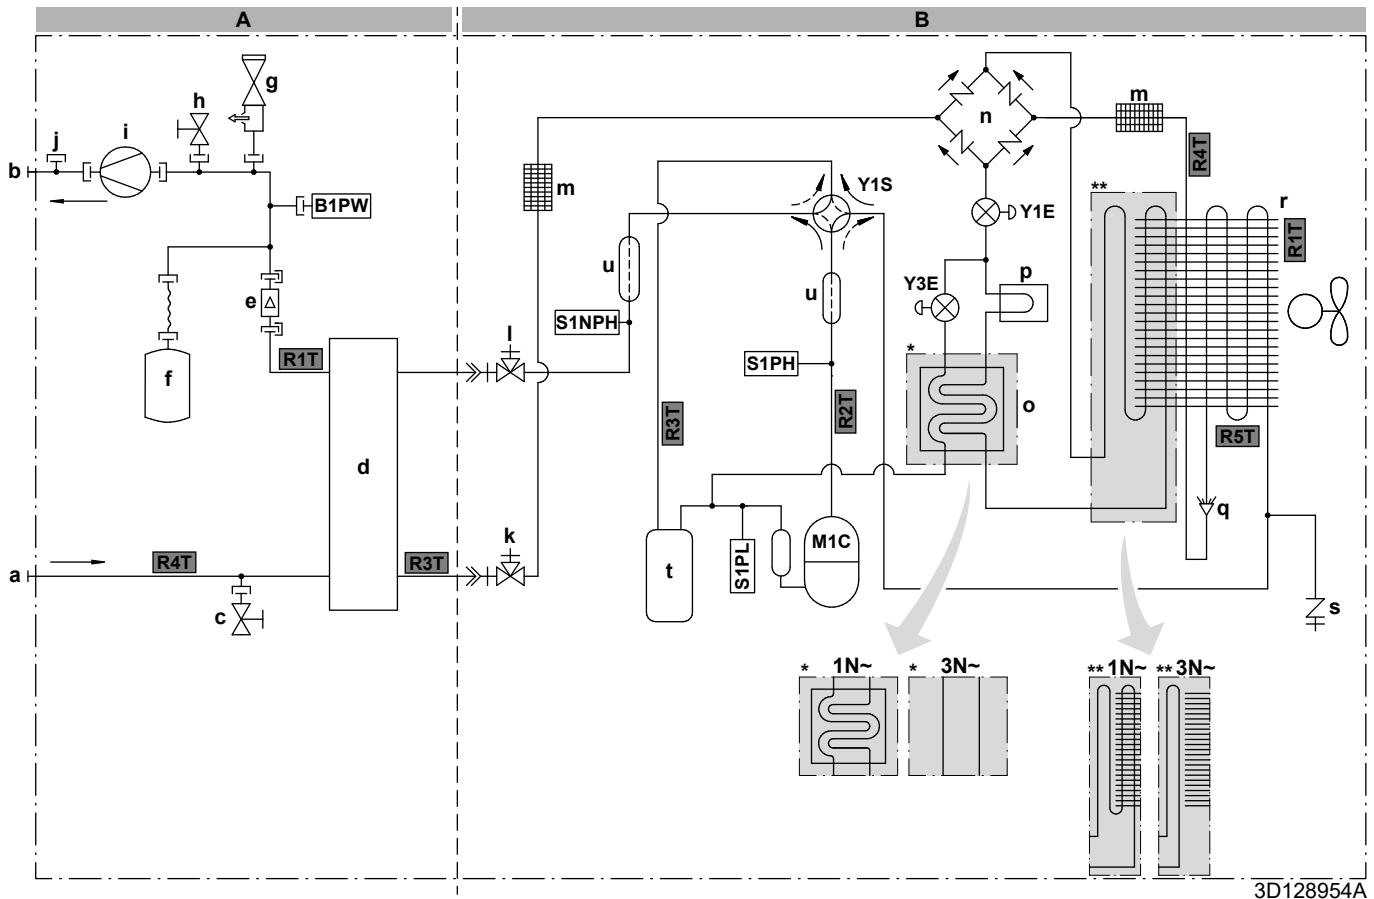 A
B
g
h
j
i
b
B1PW
e
f
R1T
d
R4T
a
R3T
c
m
u
S1NPH
l
k
R3T
t
S1PL
Y1S
u
S1PH
R2T
M1C
n
Y1E
Y3E
p
*
o
m
R4T
**
r
R1T
R5T
q
s
* 1N~
* 3N~
** 1N~
** 3N~
3D128954A